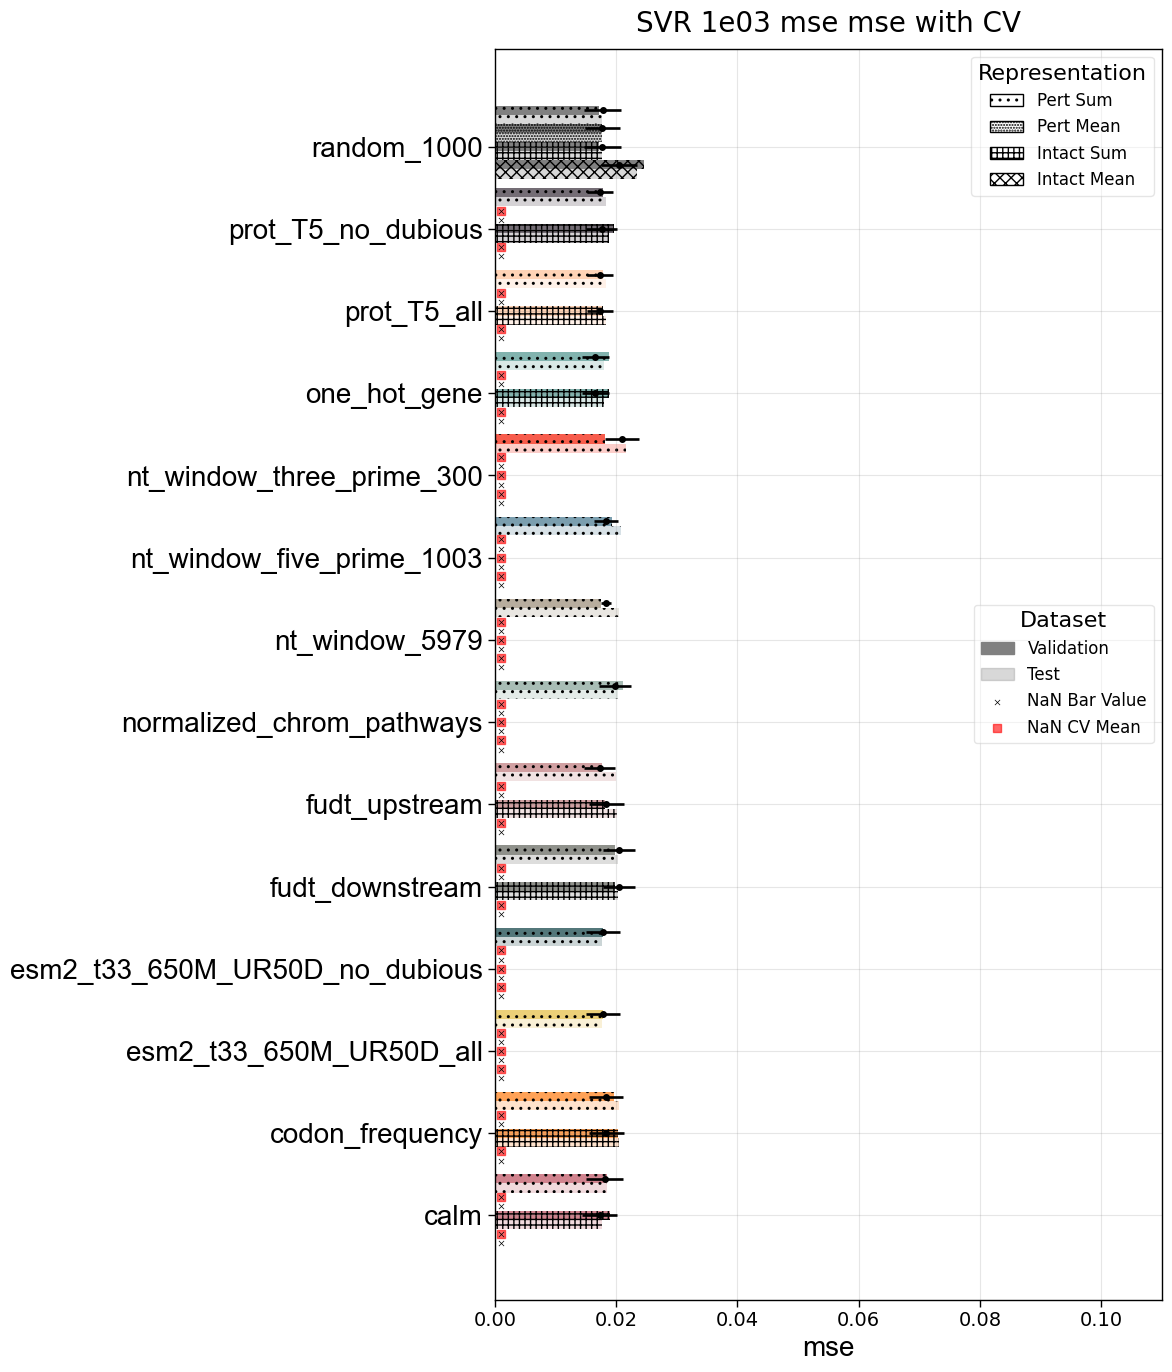 SVR 1e03 mse mse with CV
Representation
Pert Sum
Pert Mean
Intact Sum
Intact Mean
random_1000
prot_T5_no_dubious
prot_T5_all
one_hot_gene
nt_window_three_prime_300
nt_window_five_prime_1003
Dataset
Validation
Test
NaN Bar Value
NaN CV Mean
nt_window_5979
normalized_chrom_pathways
fudt_upstream
fudt_downstream
esm2_t33_650M_UR50D_no_dubious
esm2_t33_650M_UR50D_all
codon_frequency
calm
0.00 0.02 0.04 0.06 0.08 0.10
mse